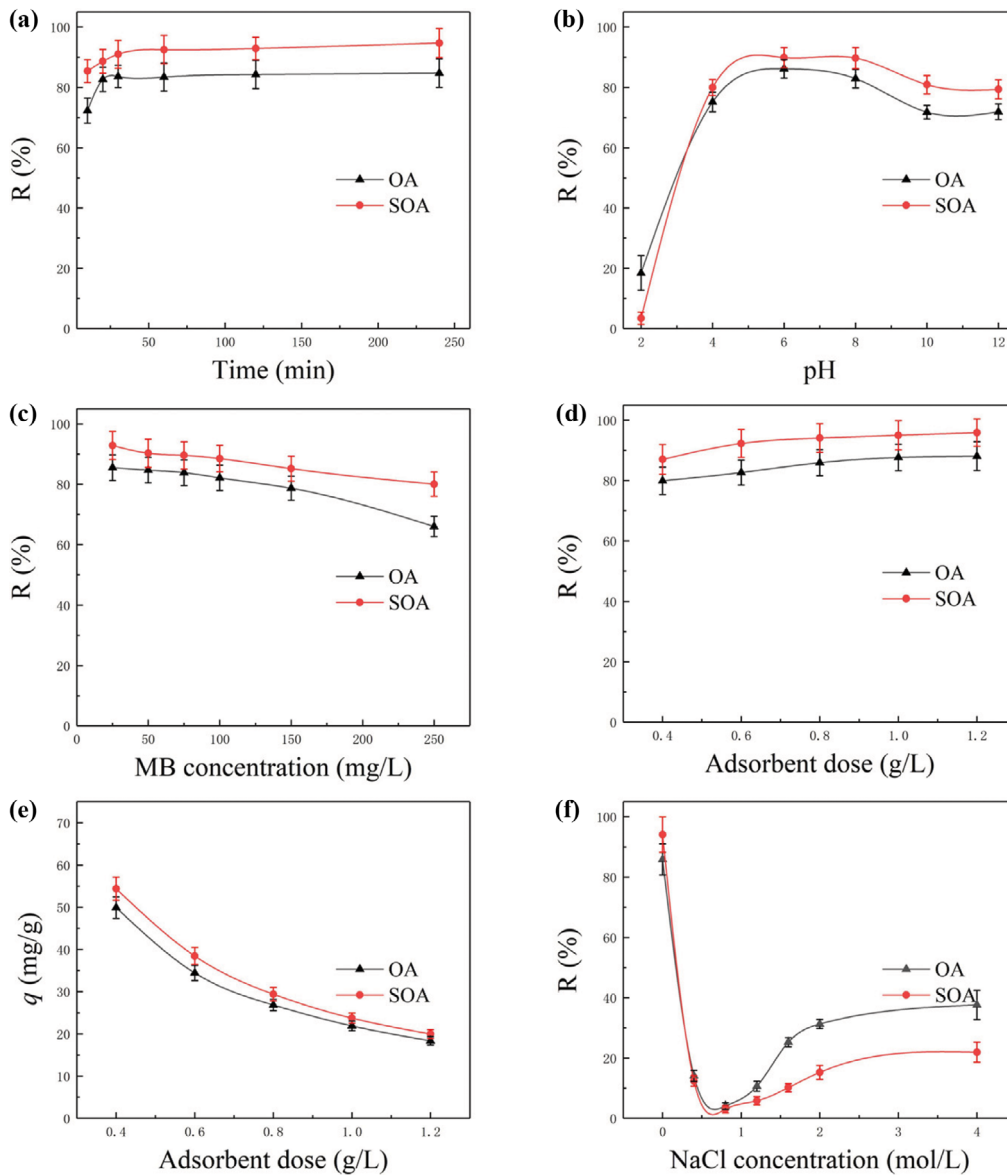 (a)
100
80
60
40
20
0
R (%)
OA
SOA
50 100 150 200 250
Time (min)
(b)
100
80
60
40
20
0
R (%)
OA
SOA
2 4 6 8 10 12
pH
(c)
100
80
60
40
20
0
R (%)
OA
SOA
0 50 100 150 200 250
MB concentration (mg/L)
(d)
100
80
60
40
20
0
R (%)
OA
SOA
0.4 0.6 0.8 1.0 1.2
Adsorbent dose (g/L)
(e)
70
60
50
40
30
20
10
0
q (mg/g)
OA
SOA
0.4 0.6 0.8 1.0 1.2
Adsorbent dose (g/L)
(f)
100
80
60
40
20
0
R (%)
OA
SOA
0 1 2 3 4
NaCl concentration (mol/L)